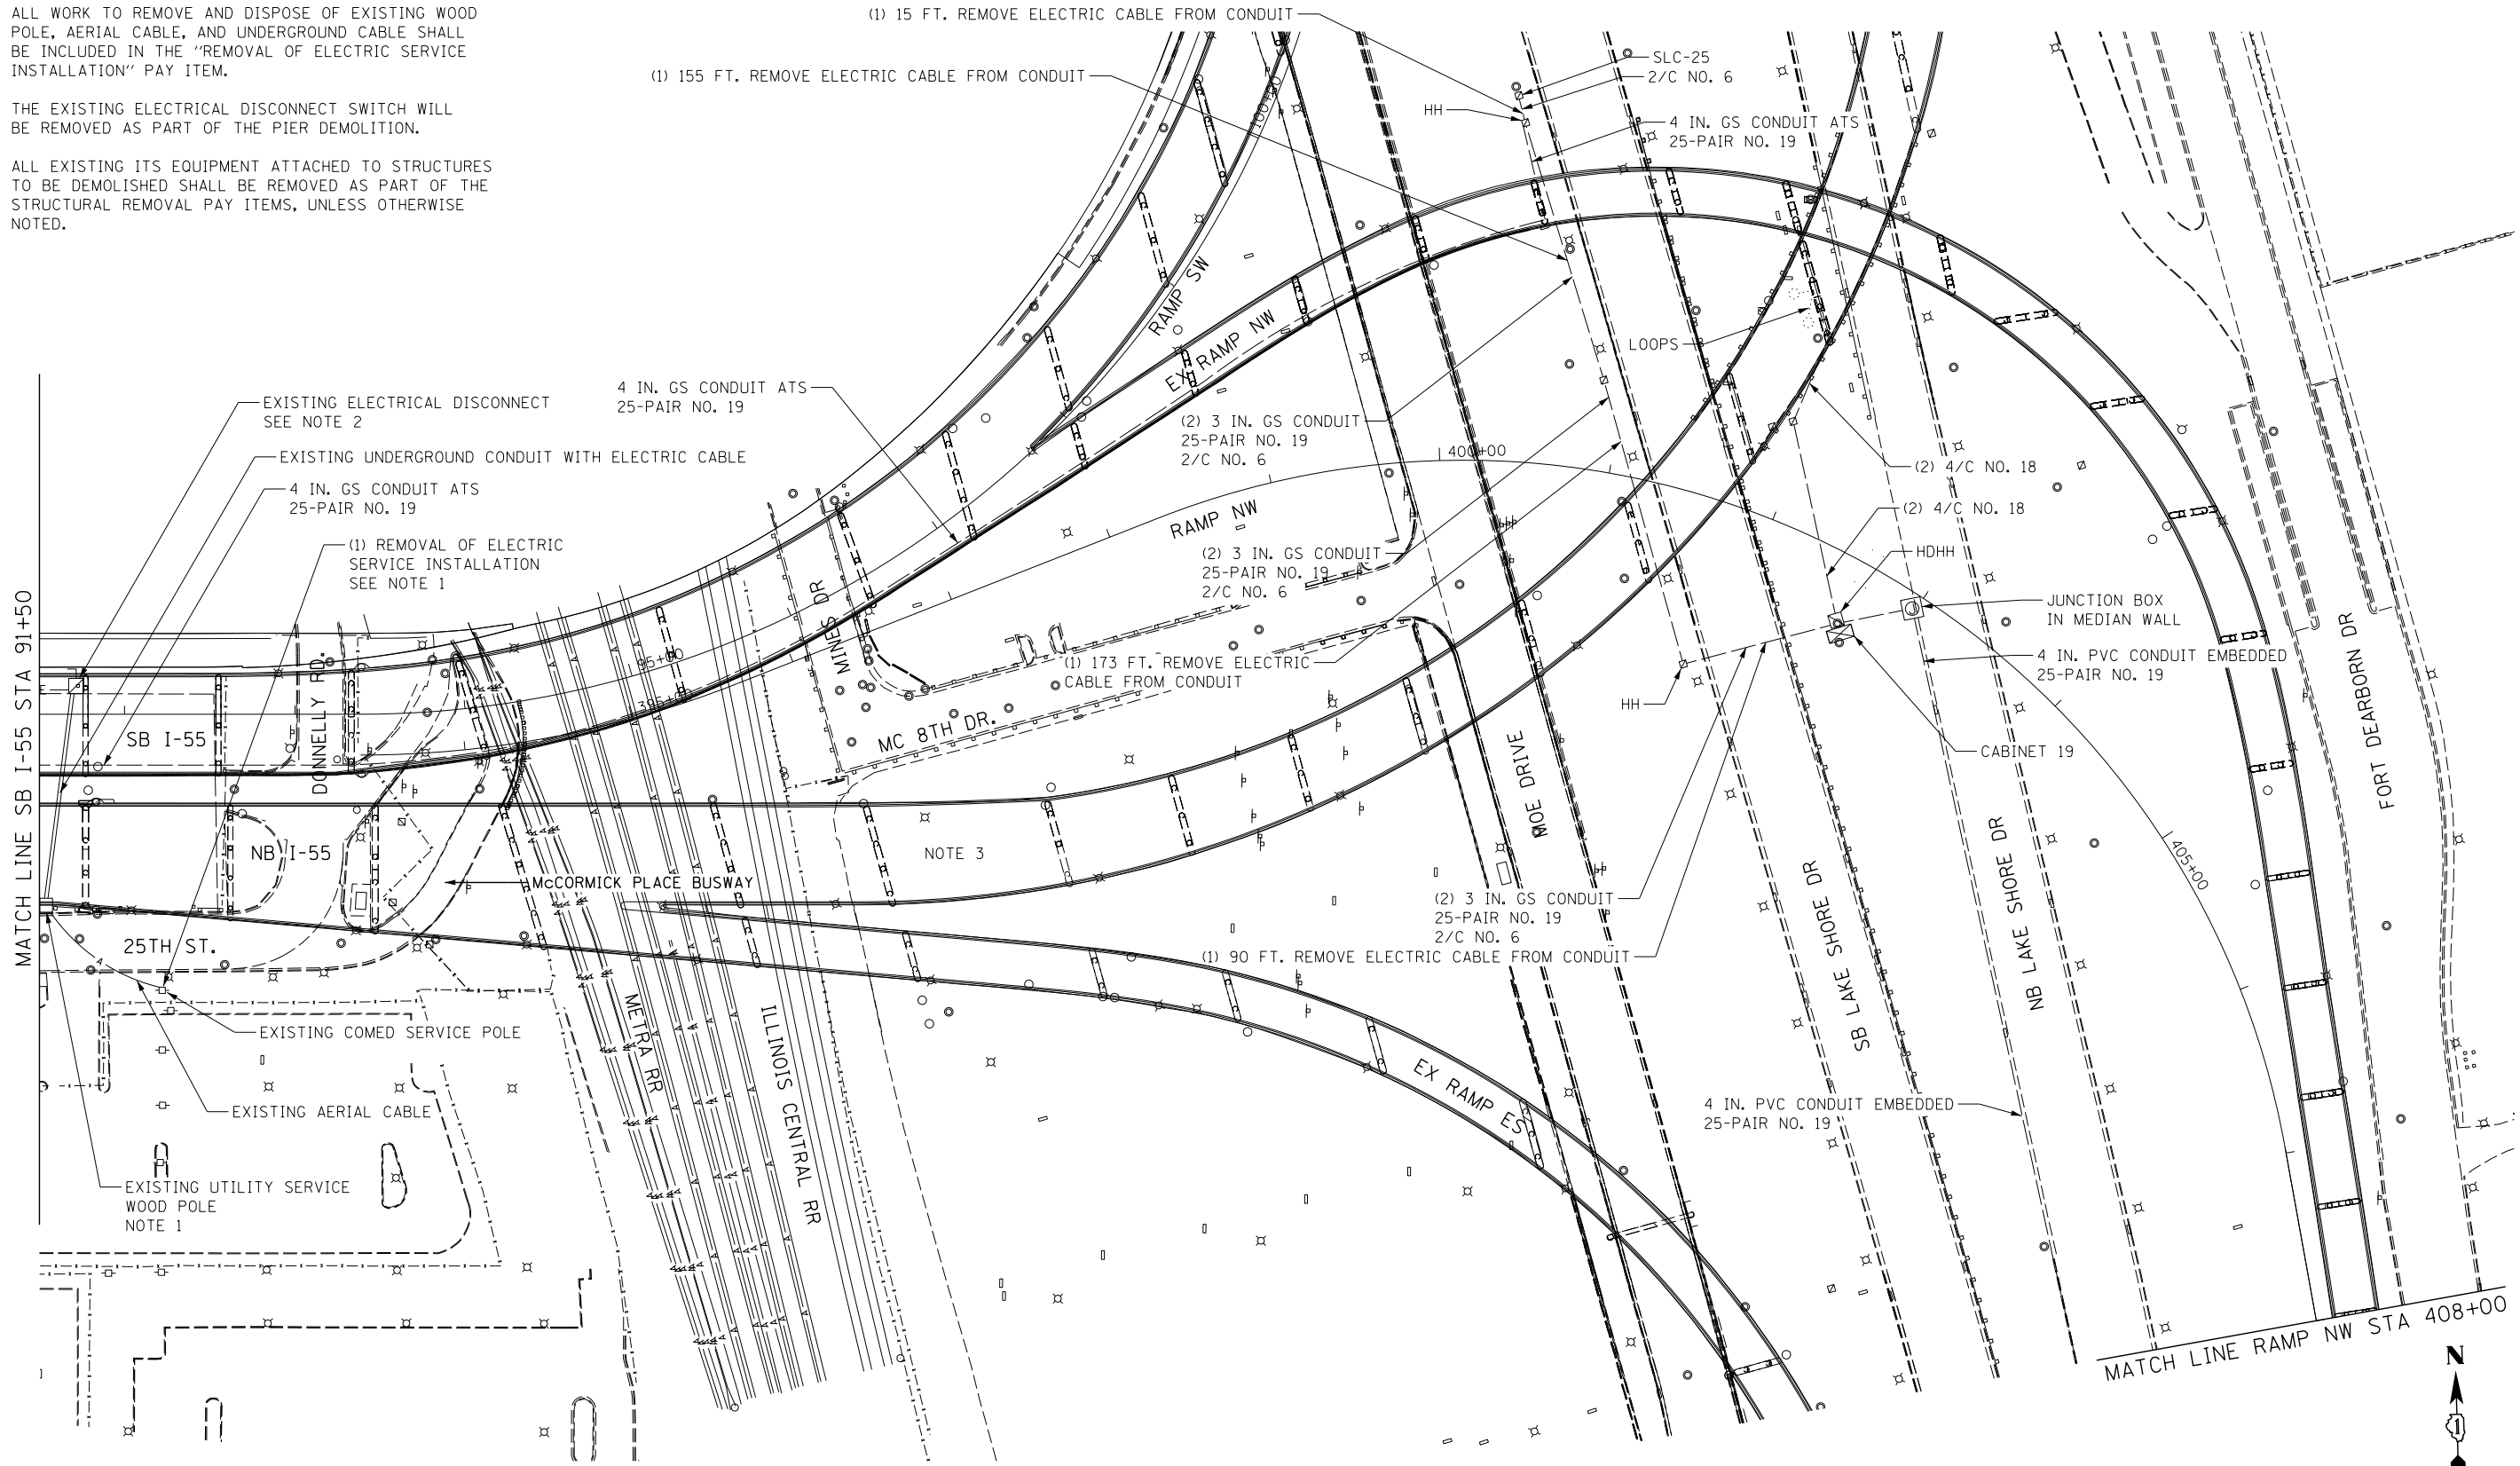 ALL WORK TO REMOVE AND DISPOSE OF EXISTING WOOD
POLE, AERIAL CABLE, AND UNDERGROUND CABLE SHALL
BE INCLUDED IN THE "REMOVAL OF ELECTRIC SERVICE
INSTALLATION" PAY ITEM.
THE EXISTING ELECTRICAL DISCONNECT SWITCH WILL
BE REMOVED AS PART OF THE PIER DEMOLITION.
ALL EXISTING ITS EQUIPMENT ATTACHED TO STRUCTURES
TO BE DEMOLISHED SHALL BE REMOVED AS PART OF THE
STRUCTURAL REMOVAL PAY ITEMS, UNLESS OTHERWISE
NOTED.
(1) 15 FT. REMOVE ELECTRIC CABLE FROM CONDUIT
(1) 155 FT. REMOVE ELECTRIC CABLE FROM CONDUIT
SLC-25
2/C NO. 6
HH
4 IN. GS CONDUIT ATS
25-PAIR NO. 19
100+00
RAMP SW
EX RAMP NW
LOOPS
4 IN. GS CONDUIT ATS
25-PAIR NO. 19
EXISTING ELECTRICAL DISCONNECT
SEE NOTE 2
EXISTING UNDERGROUND CONDUIT WITH ELECTRIC CABLE
4 IN. GS CONDUIT ATS
25-PAIR NO. 19
(1) REMOVAL OF ELECTRIC
SERVICE INSTALLATION
SEE NOTE 1
(2) 3 IN. GS CONDUIT
25-PAIR NO. 19
2/C NO. 6
400+00
RAMP NW
(2) 4/C NO. 18
(2) 4/C NO. 18
HDHH
(2) 3 IN. GS CONDUIT
25-PAIR NO. 19
2/C NO. 6
JUNCTION BOX
IN MEDIAN WALL
4 IN. PVC CONDUIT EMBEDDED
25-PAIR NO. 19
MINES DR
95+00
395+00
(1) 173 FT. REMOVE ELECTRIC
CABLE FROM CONDUIT
HH
CABINET 19
FORT DEARBORN DR
MATCH LINE SB I-55 STA 91+50
SB I-55
DONNELLY RD.
MC 8TH DR.
MOE DRIVE
NB I-55
NOTE 3
McCORMICK PLACE BUSWAY
SB LAKE SHORE DR
NB LAKE SHORE DR
405+00
(2) 3 IN. GS CONDUIT
25-PAIR NO. 19
2/C NO. 6
(1) 90 FT. REMOVE ELECTRIC CABLE FROM CONDUIT
25TH ST.
EXISTING COMED SERVICE POLE
METRA RR
ILLINOIS CENTRAL RR
EX RAMP ES
EXISTING AERIAL CABLE
4 IN. PVC CONDUIT EMBEDDED
25-PAIR NO. 19
EXISTING UTILITY SERVICE
WOOD POLE
NOTE 1
MATCH LINE RAMP NW STA 408+00
N